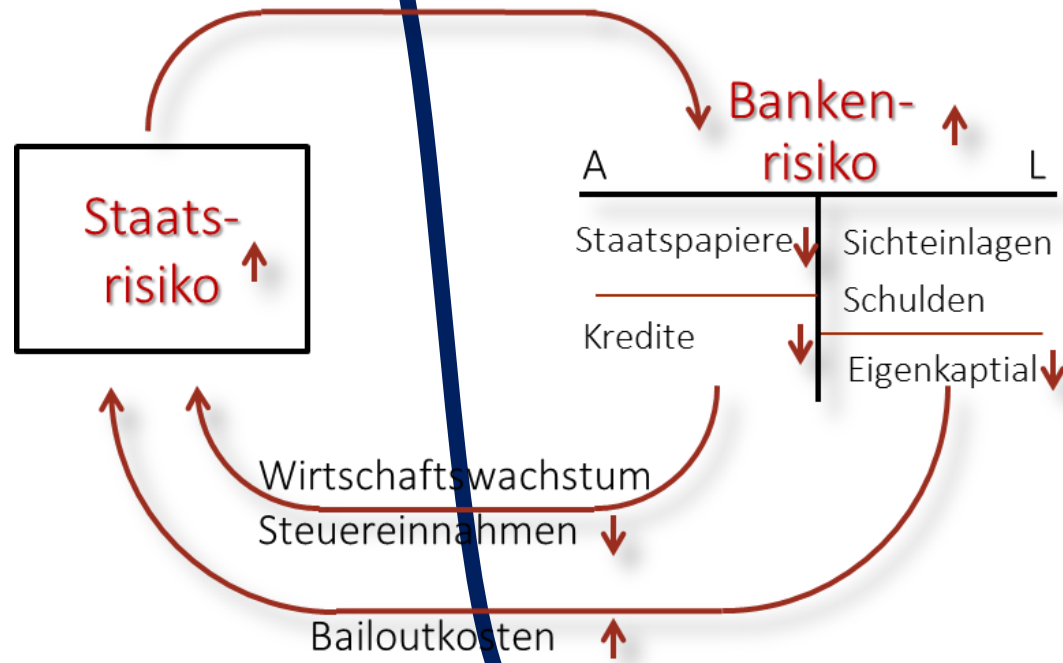 Staats-
risiko
Banken-
risiko
A
L
Staatspapiere
Kredite
Sichteinlagen
Schulden
Eigenkaptial
Wirtschaftswachstum
Steuereinnahmen
Bailoutkosten